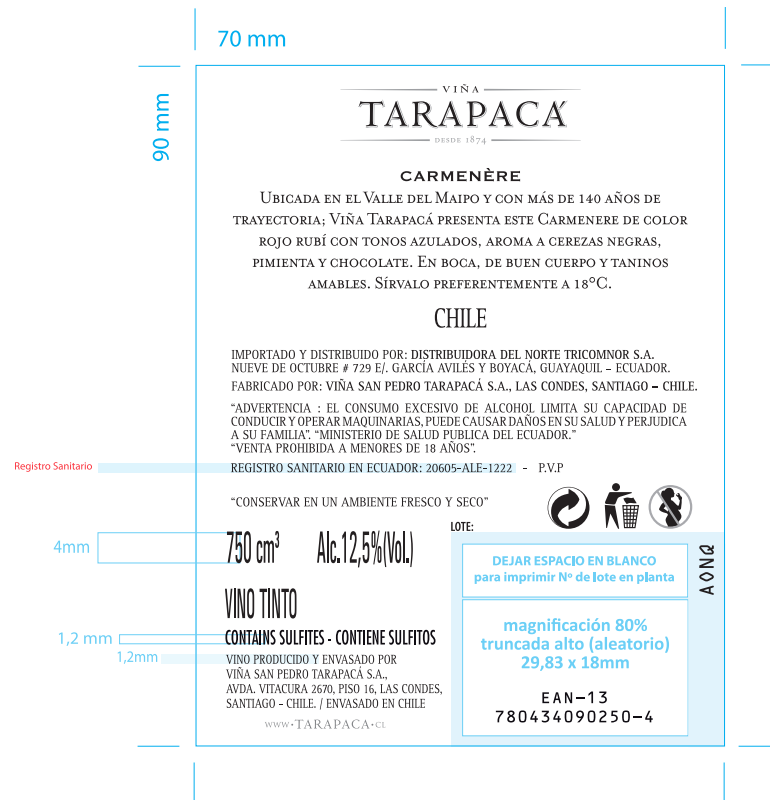 70 mm
90 mm
VIÑA
TARAPACÁ
DESDE 1874
CARMENÈRE
UBICADA EN EL VALLE DEL MAIPO Y CON MÁS DE 140 AÑOS DE
TRAYECTORIA; VIÑA TARAPACÁ PRESENTA ESTE CARMENERE DE COLOR
ROJO RUBÍ CON TONOS AZULADOS, AROMA A CEREZAS NEGRAS,
PIMIENTA Y CHOCOLATE. EN BOCA, DE BUEN CUERPO Y TANINOS
AMABLES. SÍRVALO PREFERENTEMENTE A 18°C.
CHILE
IMPORTADO Y DISTRIBUIDO POR: DISTRIBUIDORA DEL NORTE TRICOMNOR S.A.
NUEVE DE OCTUBRE # 729 E/. GARCÍA AVILÉS Y BOYACÁ, GUAYAQUIL – ECUADOR.
FABRICADO POR: VIÑA SAN PEDRO TARAPACÁ S.A., LAS CONDES, SANTIAGO – CHILE.
“ADVERTENCIA : EL CONSUMO EXCESIVO DE ALCOHOL LIMITA SU CAPACIDAD DE
CONDUCIR Y OPERAR MAQUINARIAS, PUEDE CAUSAR DAÑOS EN SU SALUD Y PERJUDICA
A SU FAMILIA”. “MINISTERIO DE SALUD PUBLICA DEL ECUADOR.”
“VENTA PROHIBIDA A MENORES DE 18 AÑOS”.
Registro Sanitario
REGISTRO SANITARIO EN ECUADOR: 20605-ALE-1222 - P.V.P
“CONSERVAR EN UN AMBIENTE FRESCO Y SECO”
LOTE:
4mm
750 cm³ Alc.12,5%(Vol.)
DEJAR ESPACIO EN BLANCO
para imprimir Nº de lote en planta
AONQ
VINO TINTO
1,2 mm
CONTAINS SULFITES - CONTIENE SULFITOS
1,2mm
VINO PRODUCIDO Y ENVASADO POR
VIÑA SAN PEDRO TARAPACÁ S.A.,
AVDA. VITACURA 2670, PISO 16, LAS CONDES,
SANTIAGO - CHILE. / ENVASADO EN CHILE
WWW·TARAPACA·CL
magnificación 80%
truncada alto (aleatorio)
29,83 x 18mm
EAN-13
780434090250-4